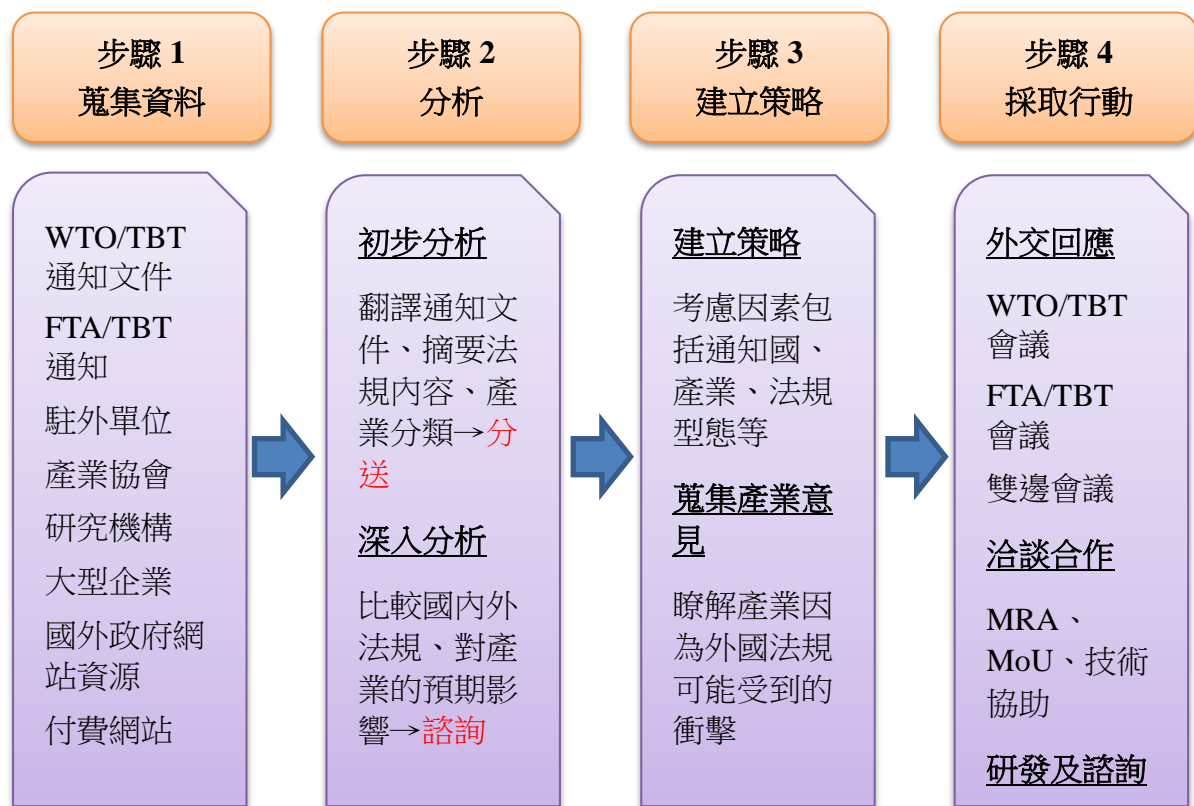 步驟 1
蒐集資料
步驟 2
分析
步驟 3
建立策略
步驟 4
採取行動
WTO/TBT
通知文件
FTA/TBT
通知
駐外單位
產業協會
研究機構
大型企業
國外政府網
站資源
付費網站
初步分析
翻譯通知文
件、摘要法
規內容、產
業分類→分
送
深入分析
比較國內外
法規、對產
業的預期影
響→諮詢
建立策略
考慮因素包
括通知國、
產業、法規
型態等
蒐集產業意
見
瞭解產業因
為外國法規
可能受到的
衝擊
外交回應
WTO/TBT
會議
FTA/TBT
會議
雙邊會議
洽談合作
MRA、
MoU、技術
協助
研發及諮詢